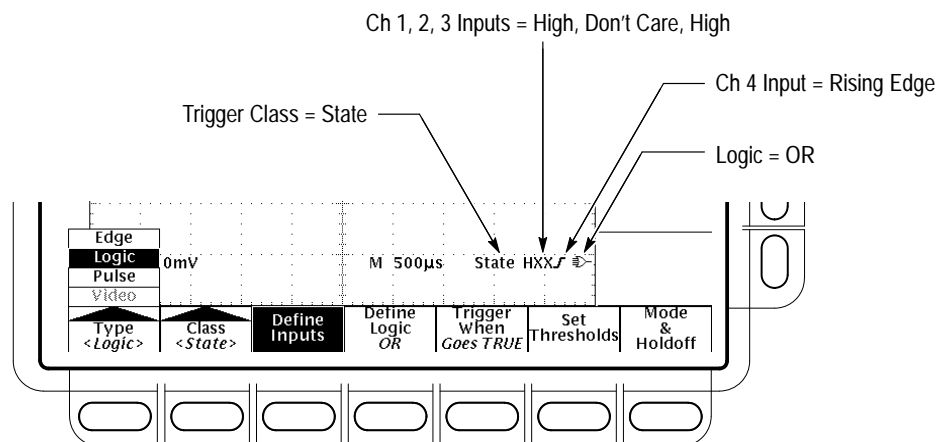 Ch 1, 2, 3 Inputs = High, Don't Care, High
Ch 4 Input = Rising Edge
Trigger Class = State
Logic = OR
Edge
Logic
Pulse
Video
0mV
M 500µs
State HXX
Type
<Logic>
Class
<State>
Define
Inputs
Define
Logic
OR
Trigger
When
Goes TRUE
Set
Thresholds
Mode
&
Holdoff